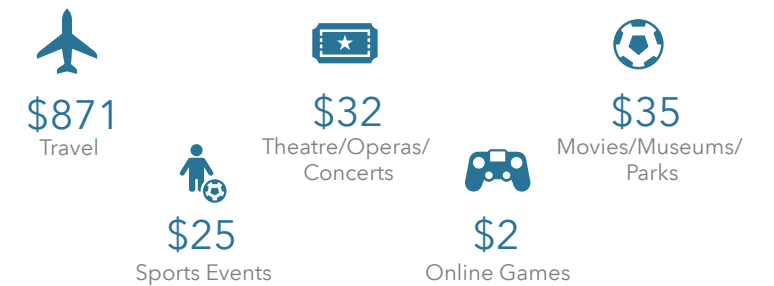 $871
Travel
$32
Theatre/Operas/
Concerts
$35
Movies/Museums/
Parks
$25
Sports Events
$2
Online Games